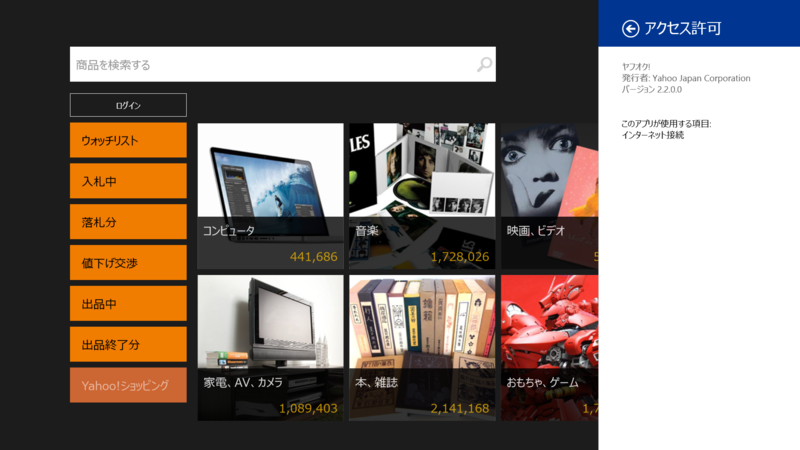 商品を検索する
ログイン
ウォッチリスト
入札中
落札分
値下げ交渉
出品中
出品終了分
Yahoo!ショッピング
コンピュータ
441,686
音楽
1,728,026
映画、ビデオ
家電、AV、カメラ
1,089,403
本、雑誌
2,141,168
おもちゃ、ゲーム
アクセス許可
ヤフオク!
発行者: Yahoo Japan Corporation
バージョン 2.2.0.0
このアプリが使用する項目:
インターネット接続